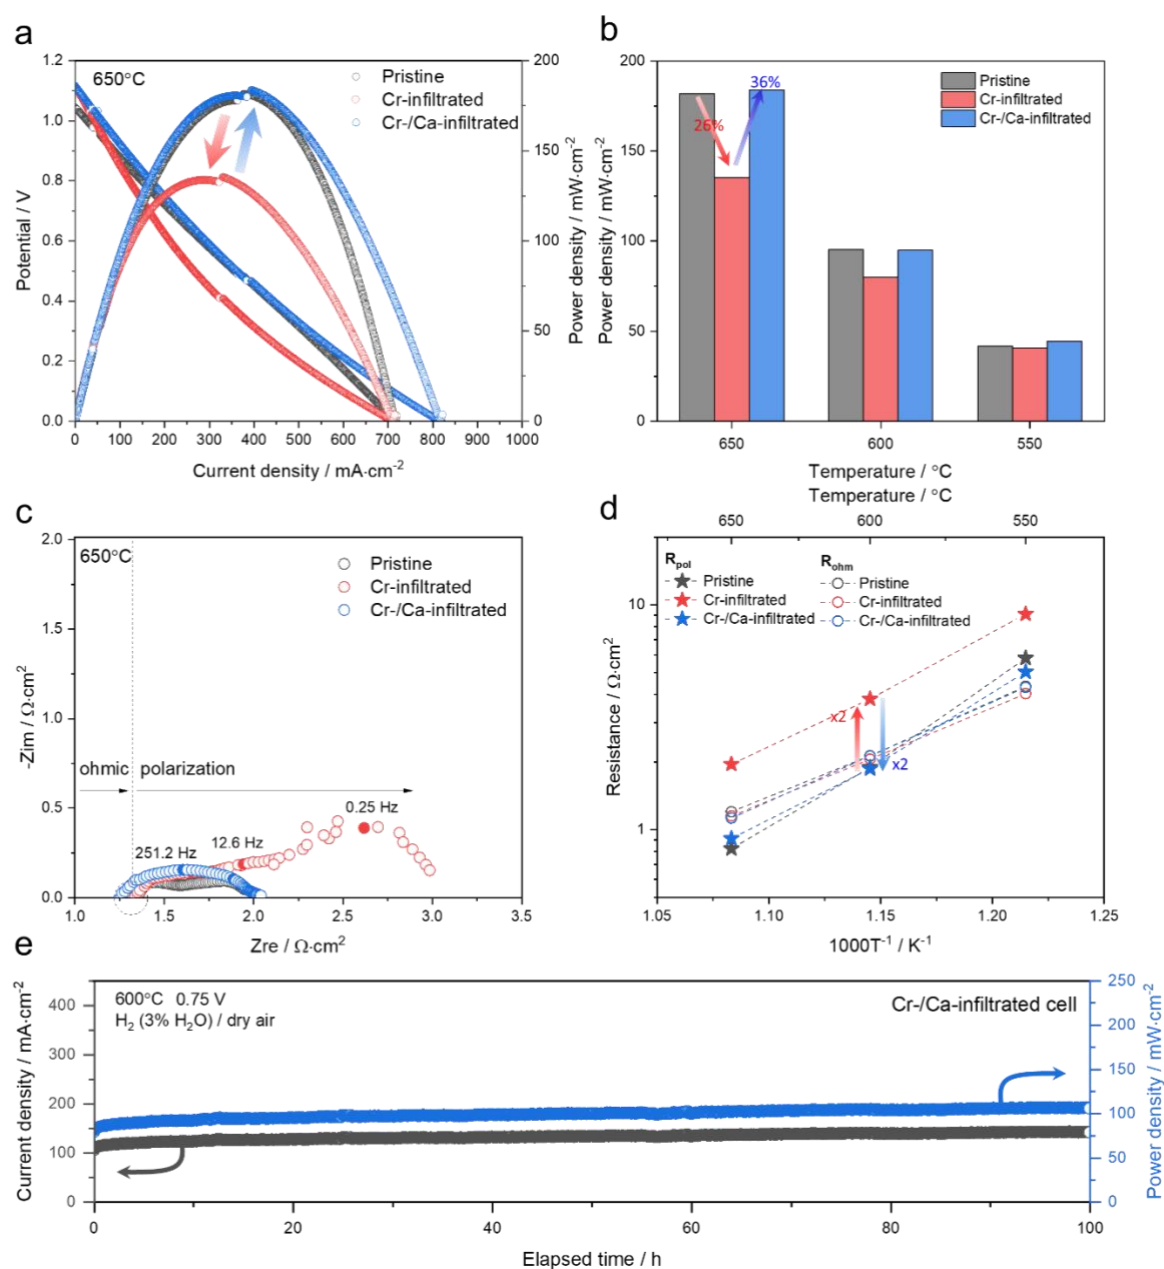 a
650°C
Pristine
Cr-infiltrated
Cr-/Ca-infiltrated
1.2
1.0
0.8
0.6
0.4
0.2
0.0
Potential / V
200
150
100
50
0
Power density / mW·cm-2
0 100 200 300 400 500 600 700 800 900 1000
Current density / mA·cm-2
b
Pristine
Cr-infiltrated
Cr-/Ca-infiltrated
26%
36%
200
150
100
50
0
Power density / mW·cm-2
650 600 550
Temperature / °C
c
650°C
Pristine
Cr-infiltrated
Cr-/Ca-infiltrated
2.0
1.5
1.0
0.5
0.0
-Zim / Ω·cm2
ohmic polarization
251.2 Hz
12.6 Hz
0.25 Hz
1.0 1.5 2.0 2.5 3.0 3.5
Zre / Ω·cm2
d
Temperature / °C
650 600 550
Rpol
Pristine
Cr-infiltrated
Cr-/Ca-infiltrated
Rohm
Pristine
Cr-infiltrated
Cr-/Ca-infiltrated
x2
x2
10
1
Resistance / Ω·cm2
1.05 1.10 1.15 1.20 1.25
1000T-1 / K-1
e
600°C 0.75 V
H2 (3% H2O) / dry air
Cr-/Ca-infiltrated cell
400
300
200
100
0
Current density / mA·cm-2
250
200
150
100
50
0
Power density / mW·cm-2
0 20 40 60 80 100
Elapsed time / h